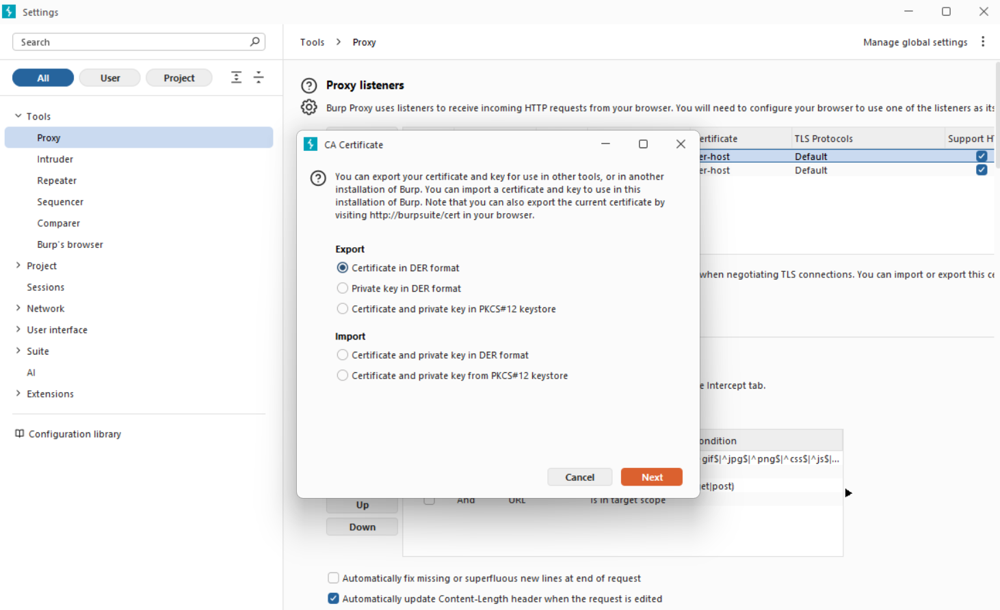 Settings
Search
All
User
Project
Tools
Proxy
Intruder
Repeater
Sequencer
Comparer
Burp's browser
Project
Sessions
Network
User interface
Suite
AI
Extensions
Configuration library
Tools > Proxy
Manage global settings
Proxy listeners
Burp Proxy uses listeners to receive incoming HTTP requests from your browser. You will need to configure your browser to use one of the listeners as its
TLS Protocols
Support
Default
Default
when negotiating TLS connections. You can import or export this
Intercept tab.
gif$|^jpg$|^png$|^css$|^js$|...
|post)
CA Certificate
You can export your certificate and key for use in other tools, or in another
installation of Burp. You can import a certificate and key to use in this
installation of Burp. Note that you can also export the current certificate by
visiting http://burpsuite/cert in your browser.
Export
Certificate in DER format
Private key in DER format
Certificate and private key in PKCS#12 keystore
Import
Certificate and private key in DER format
Certificate and private key from PKCS#12 keystore
Cancel
Next
And URL Is in target scope
Up
Down
Automatically fix missing or superfluous new lines at end of request
Automatically update Content-Length header when the request is edited